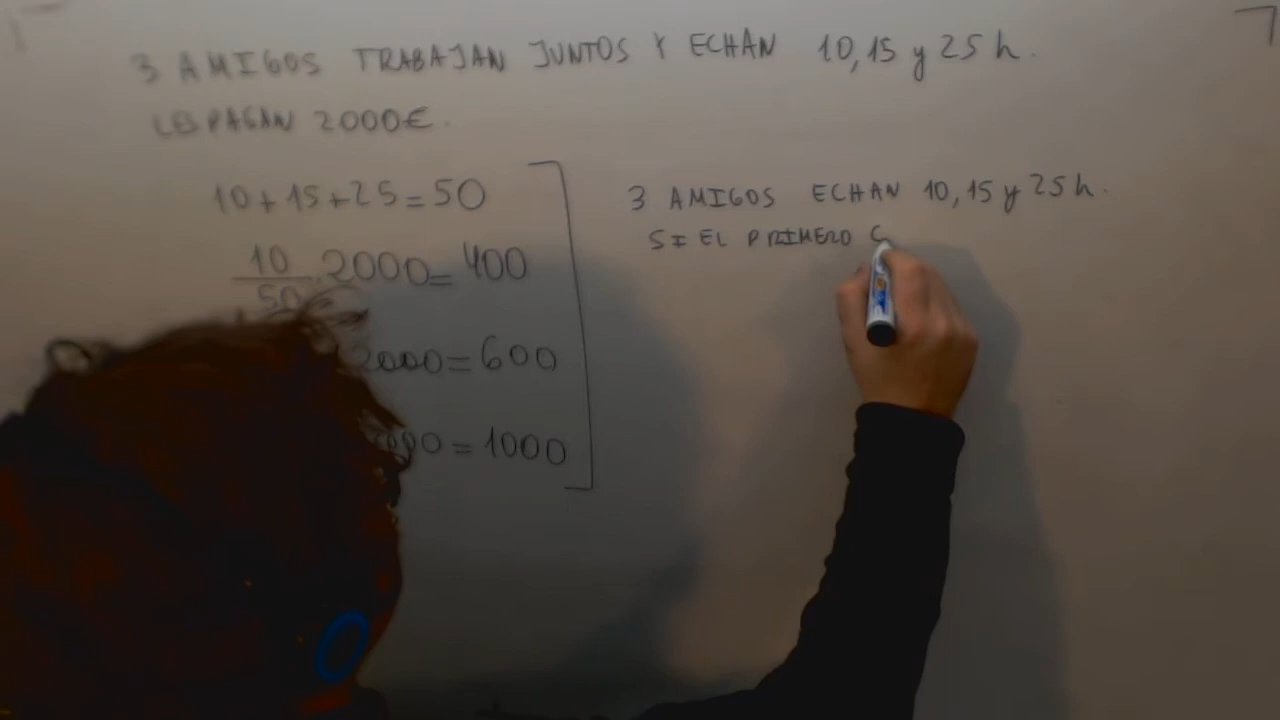 3 AMIGOS TRABAJAN JUNTOS Y ECHAN 10, 15 y 25 h.
PAGAN 2000€.
10 + 15 + 25 = 50
10/50 · 2000 = 400
2000 = 600
000 = 1000
3 AMIGOS ECHAN 10, 15 y 25 h.
SI EL PRIMERO